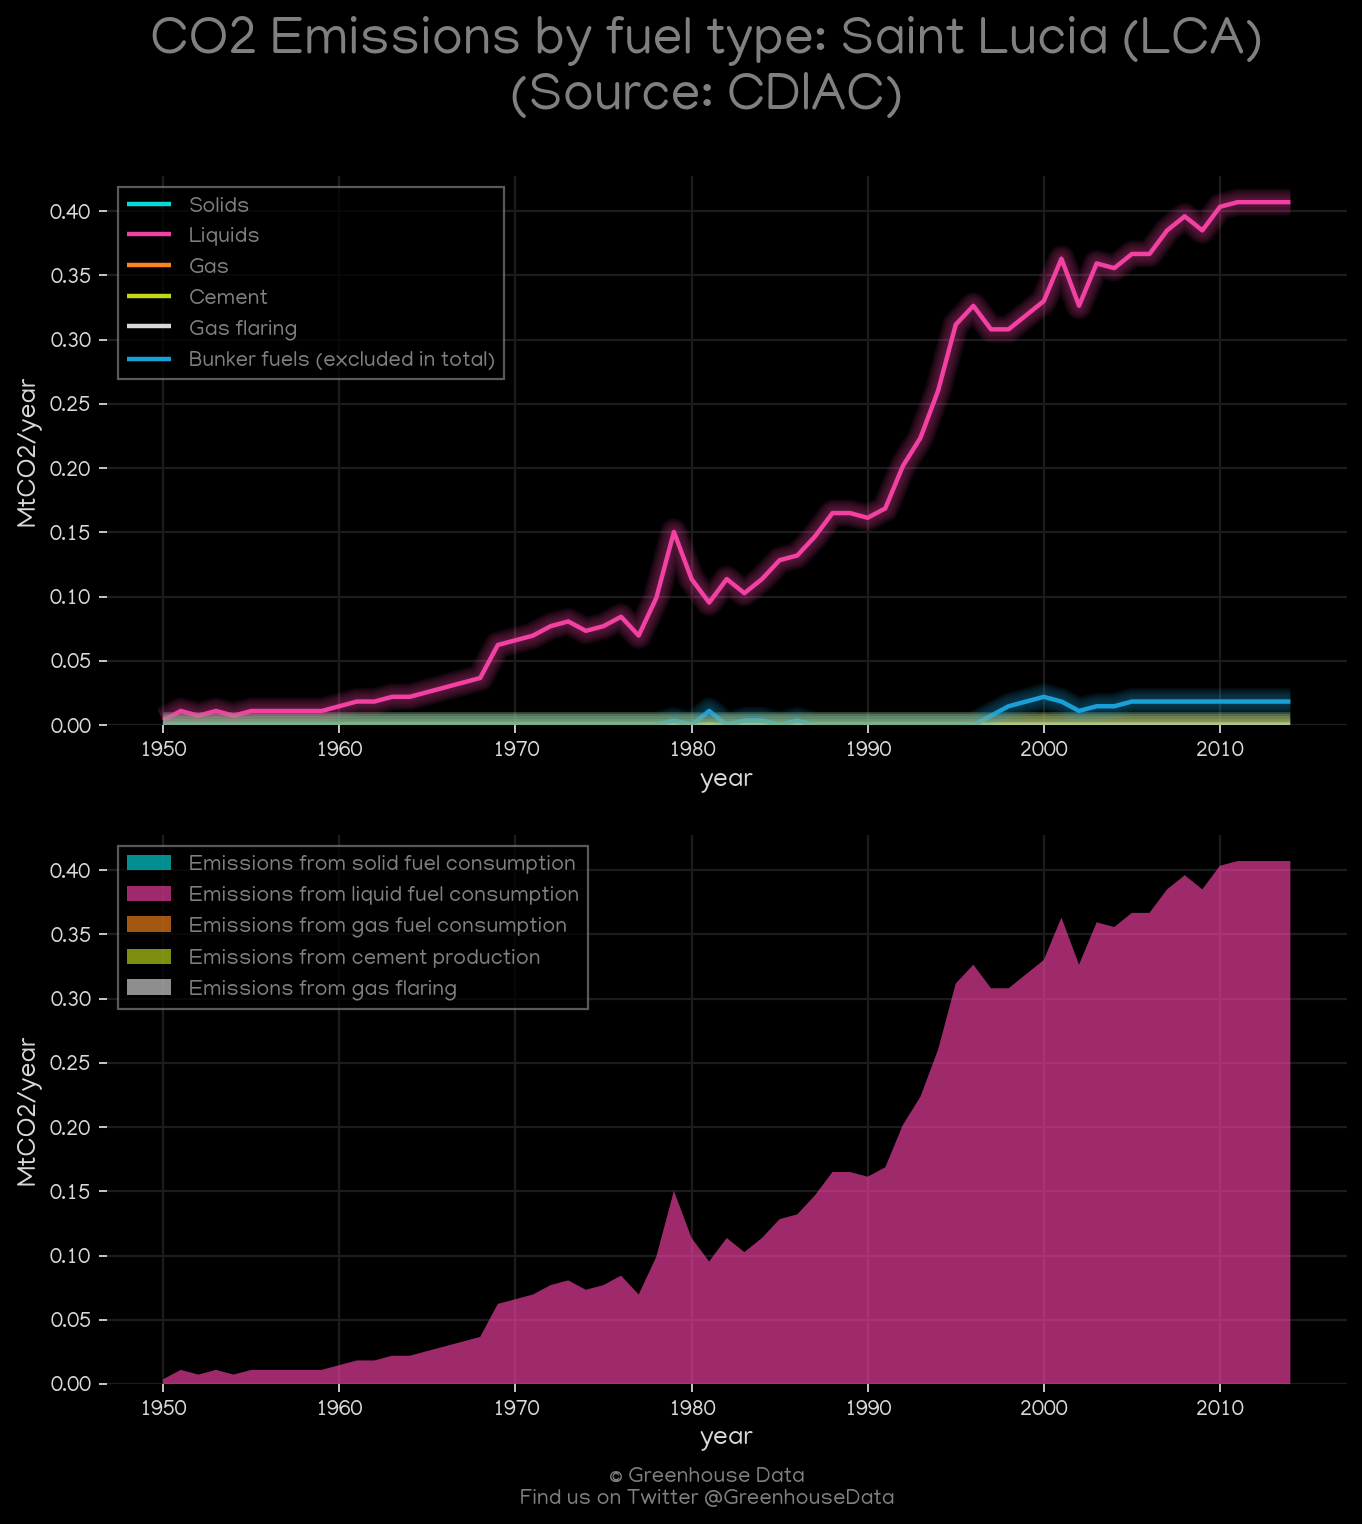 CO2 Emissions by fuel type: Saint Lucia (LCA)
(Source: CDIAC)
Solids
Liquids
Gas
Cement
Gas flaring
Bunker fuels (excluded in total)
0.40
0.35
0.30
0.25
0.20
0.15
0.10
0.05
0.00
MtCO2/year
1950 1960 1970 1980 1990 2000 2010
year
Emissions from solid fuel consumption
Emissions from liquid fuel consumption
Emissions from gas fuel consumption
Emissions from cement production
Emissions from gas flaring
0.40
0.35
0.30
0.25
0.20
0.15
0.10
0.05
0.00
MtCO2/year
1950 1960 1970 1980 1990 2000 2010
year
© Greenhouse Data
Find us on Twitter @GreenhouseData